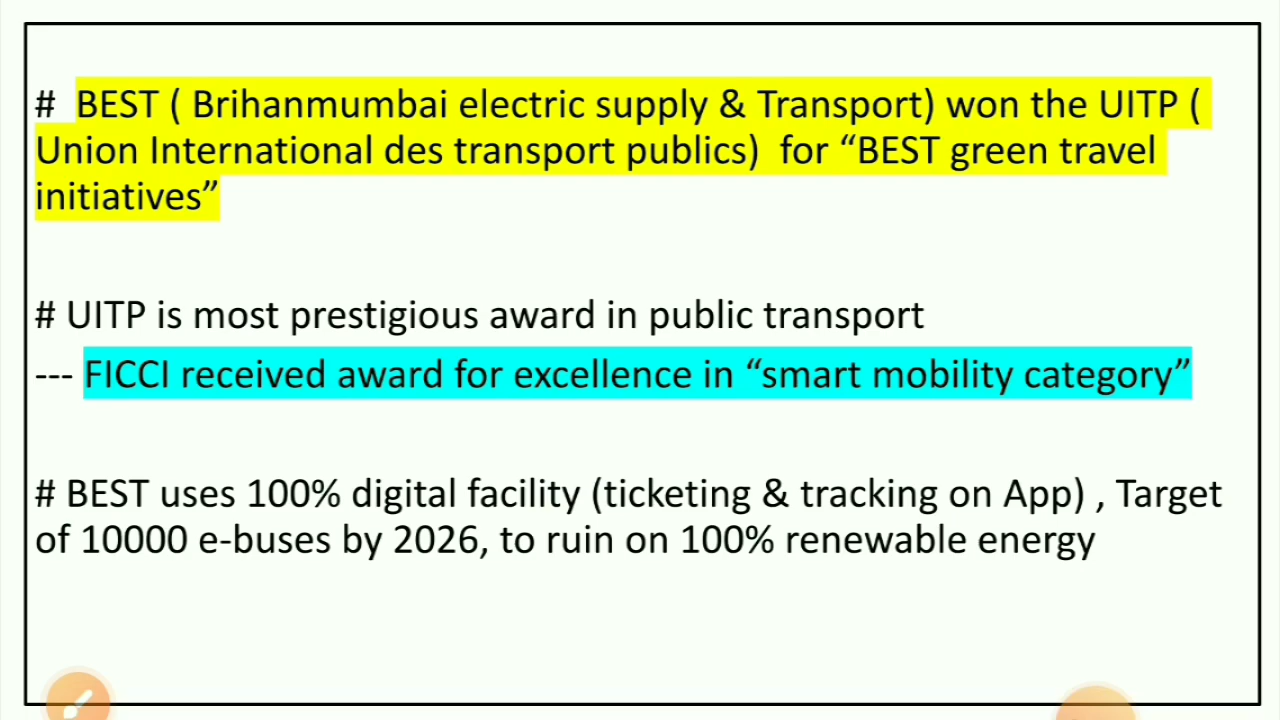 # BEST ( Brihanmumbai electric supply & Transport) won the UITP (
Union International des transport publics) for “BEST green travel
initiatives”
# UITP is most prestigious award in public transport
--- FICCI received award for excellence in “smart mobility category”
# BEST uses 100% digital facility (ticketing & tracking on App) , Target
of 10000 e-buses by 2026, to ruin on 100% renewable energy